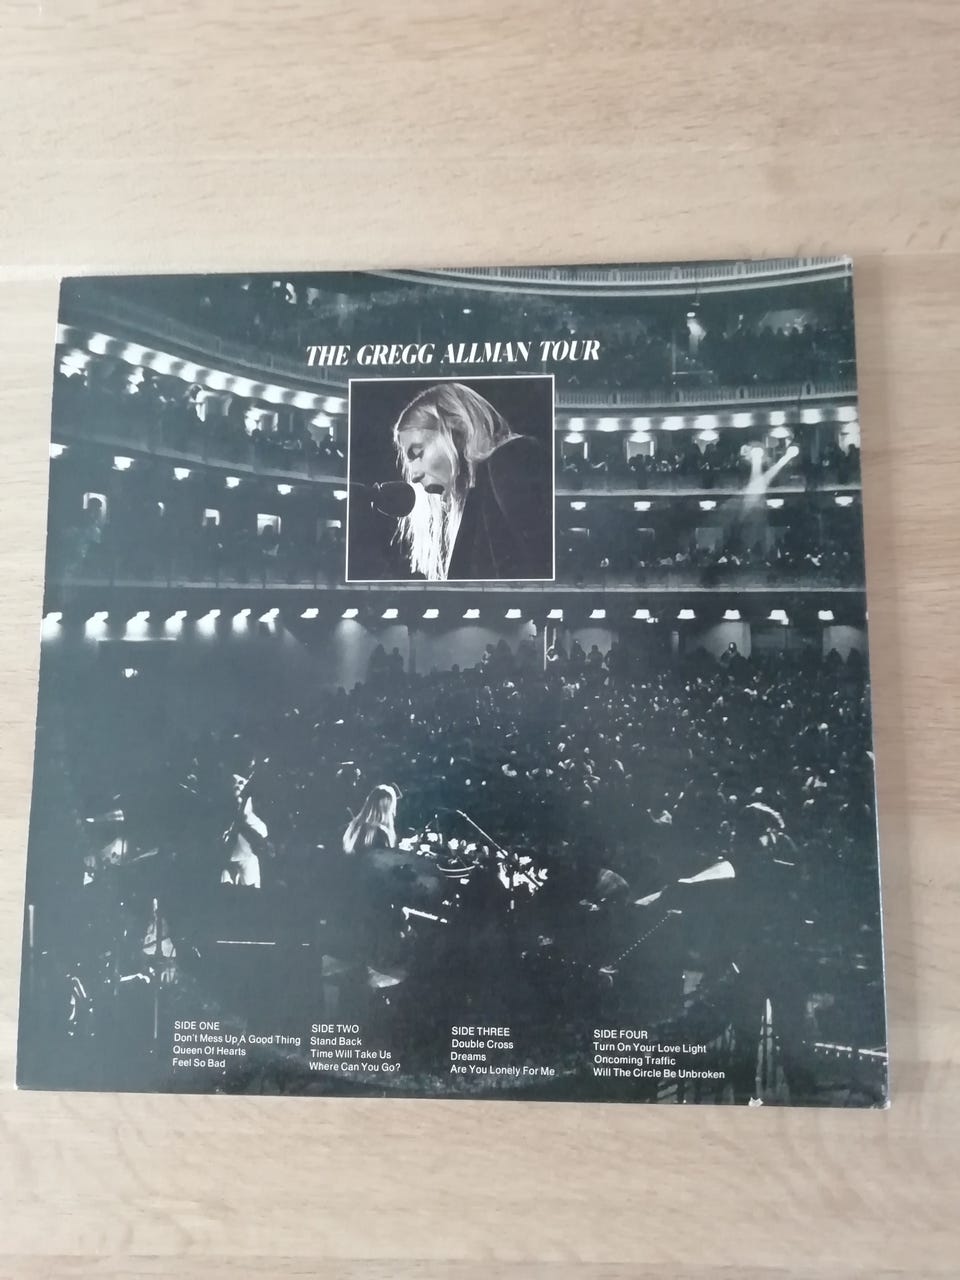 THE GREGG ALLMAN TOUR
SIDE ONE
Don't Mess Up A Good Thing
Queen Of Hearts
Feel So Bad
SIDE TWO
Stand Back
Time Will Take Us
Where Can You Go?
SIDE THREE
Double Cross
Dreams
Are You Lonely For Me
SIDE FOUR
Turn On Your Love Light
Oncoming Traffic
Will The Circle Be Unbroken